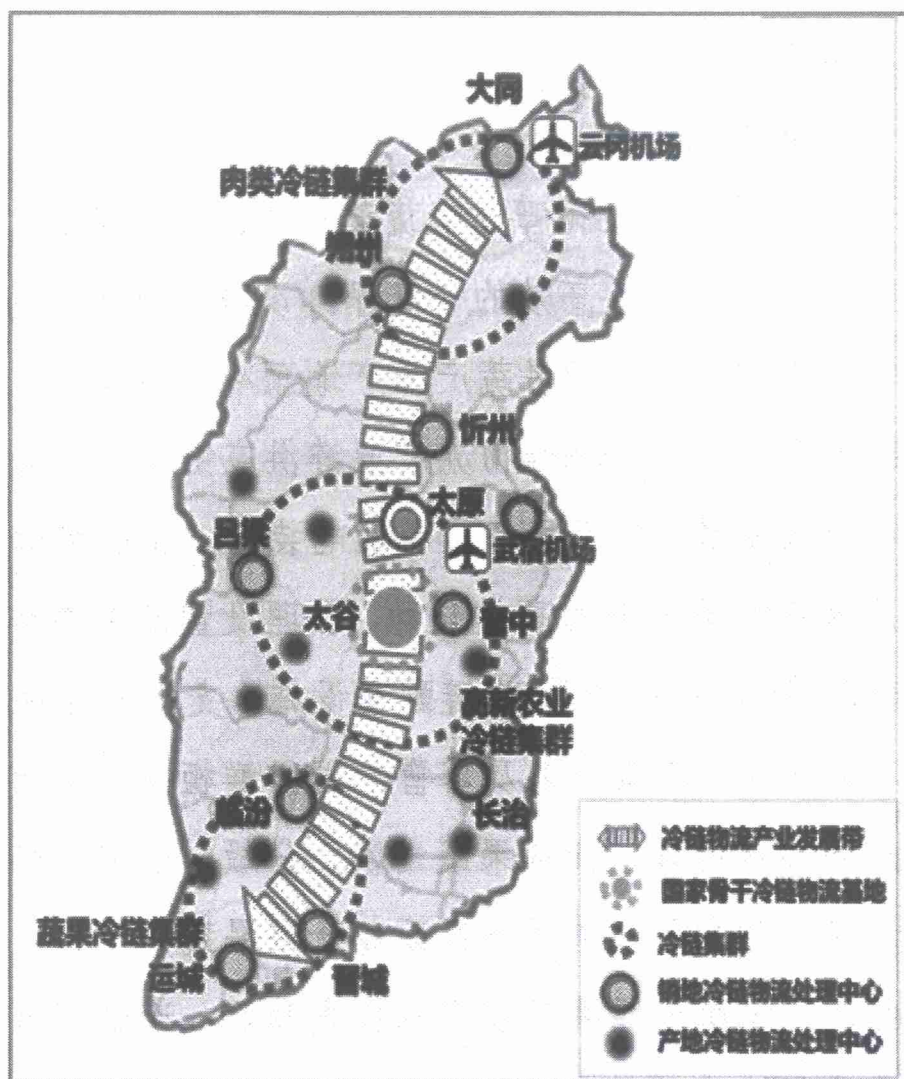 大同
云冈机场
肉类冷链集群
朔州
忻州
太原
吕梁
武宿机场
太谷
晋中
高新农业
冷链集群
临汾
长治
蔬果冷链集群
运城
晋城
冷链物流产业发展带
国家骨干冷链物流基地
冷链集群
销地冷链物流处理中心
产地冷链物流处理中心